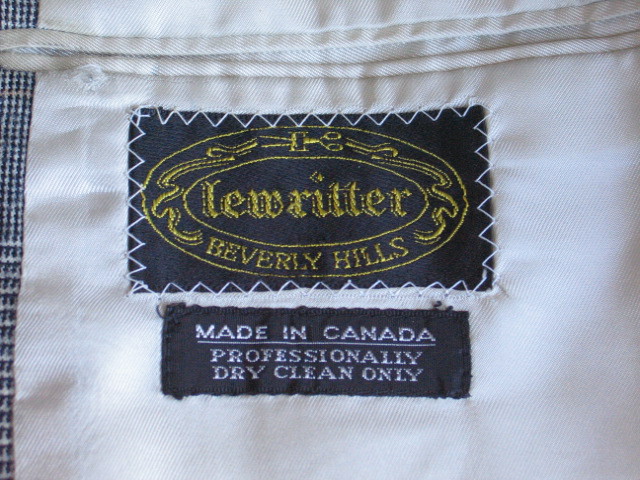 lewritter
BEVERLY HILLS
MADE IN CANADA
PROFESSIONALLY
DRY CLEAN ONLY